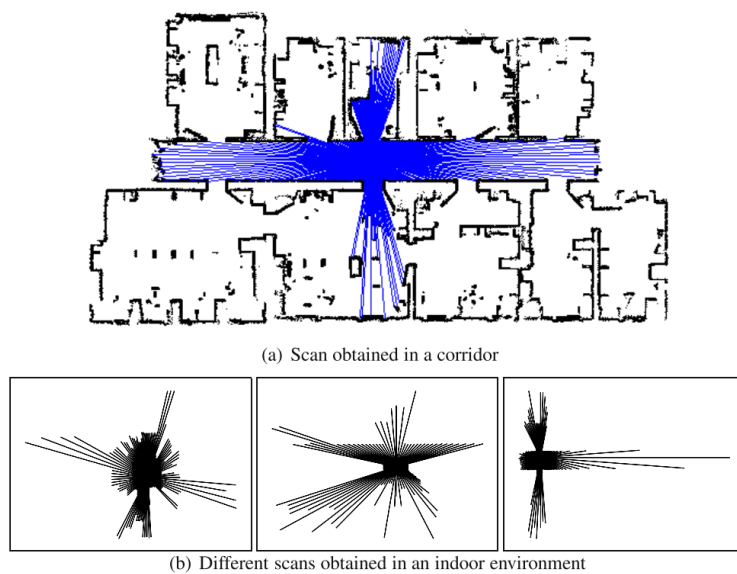 (a) Scan obtained in a corridor
(b) Different scans obtained in an indoor environment